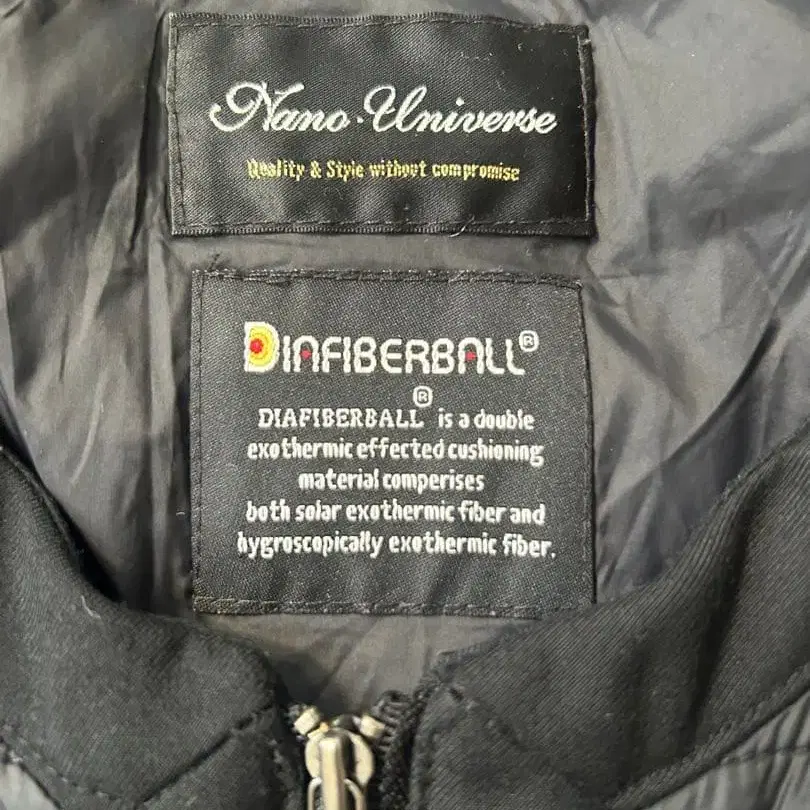 Nano·Universe
Quality & Style without compromise
DIAFIBERBALL®
®
DIAFIBERBALL is a double
exothermic effected cushioning
material comperises
both solar exothermic fiber and
hygroscopically exothermic fiber.